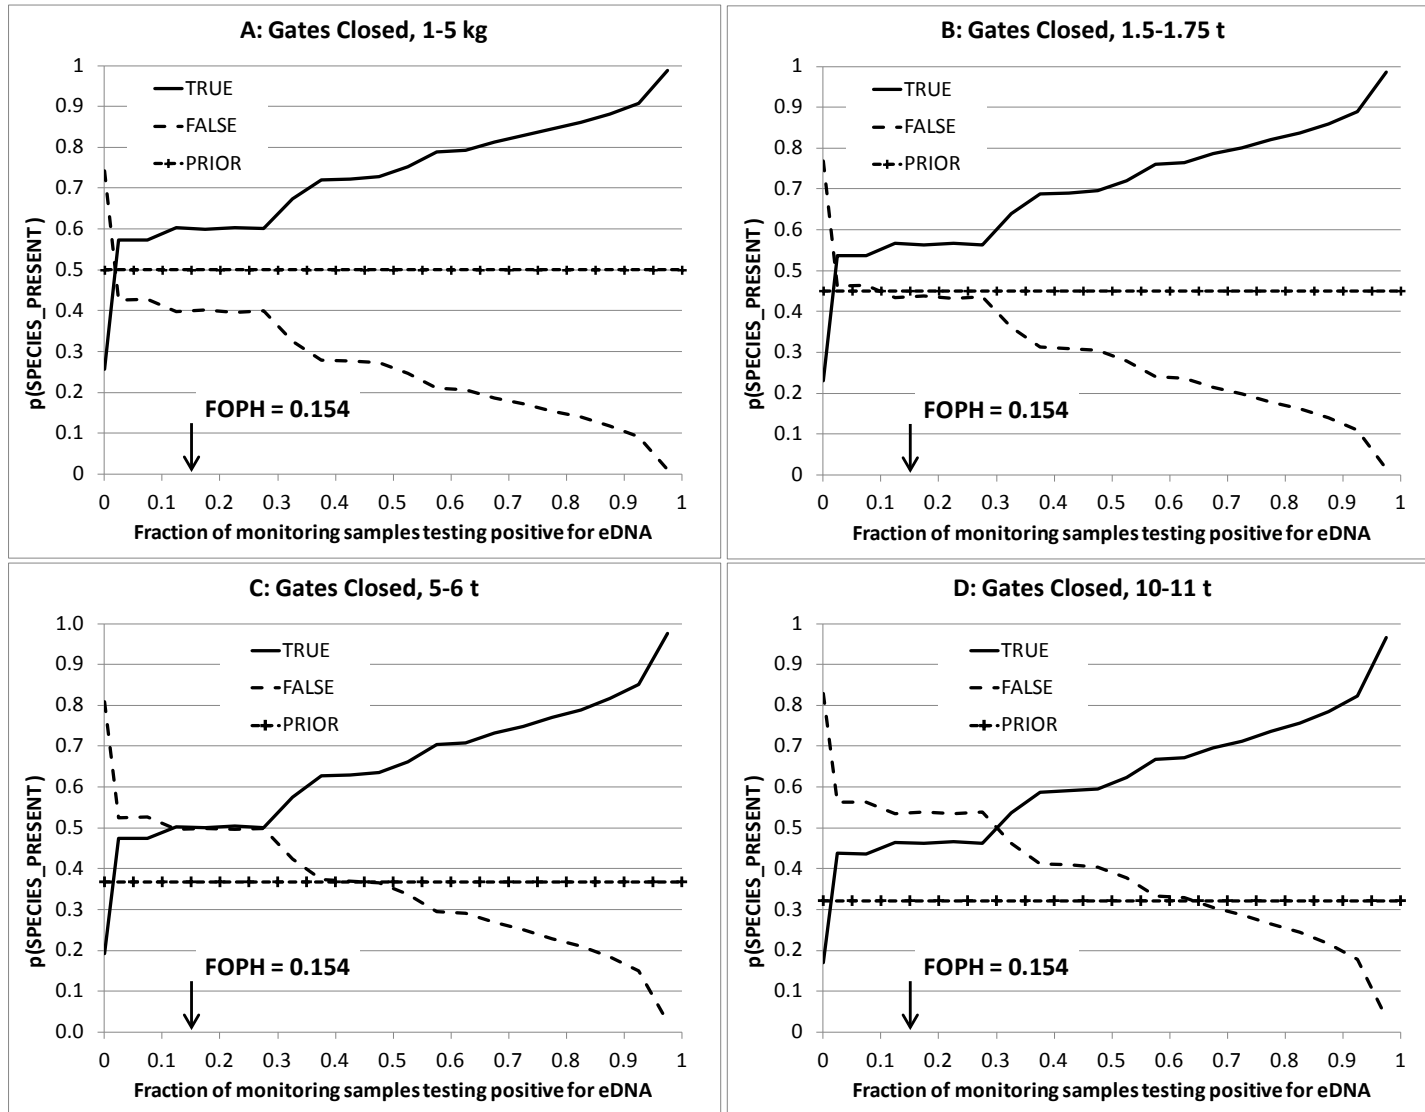 A: Gates Closed, 1-5 kg
1
0.9
0.8
0.7
0.6
0.5
0.4
0.3
0.2
0.1
0
p(SPECIES_PRESENT )
TRUE
FALSE
PRIOR
FOPH = 0.154
0 0.1 0.2 0.3 0.4 0.5 0.6 0.7 0.8 0.9 1
Fraction of monitoring samples testing positive for eDNA
B: Gates Closed, 1.5-1.75 t
1
0.9
0.8
0.7
0.6
0.5
0.4
0.3
0.2
0.1
0
p(SPECIES_PRESENT )
TRUE
FALSE
PRIOR
FOPH = 0.154
0 0.1 0.2 0.3 0.4 0.5 0.6 0.7 0.8 0.9 1
Fraction of monitoring samples testing positive for eDNA
C: Gates Closed, 5-6 t
1.0
0.9
0.8
0.7
0.6
0.5
0.4
0.3
0.2
0.1
0.0
p(SPECIES_PRESENT )
TRUE
FALSE
PRIOR
FOPH = 0.154
0 0.1 0.2 0.3 0.4 0.5 0.6 0.7 0.8 0.9 1
Fraction of monitoring samples testing positive for eDNA
D: Gates Closed, 10-11 t
1
0.9
0.8
0.7
0.6
0.5
0.4
0.3
0.2
0.1
0
p(SPECIES_PRESENT )
TRUE
FALSE
PRIOR
FOPH = 0.154
0 0.1 0.2 0.3 0.4 0.5 0.6 0.7 0.8 0.9 1
Fraction of monitoring samples testing positive for eDNA